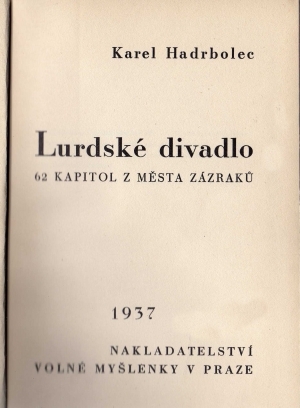 Karel Hadrbolec
Lurdské divadlo
62 KAPITOL Z MĚSTA ZÁZRAKŮ
1937
NAKLADATELSTVÍ
VOLNÉ MYŠLENKY V PRAZE